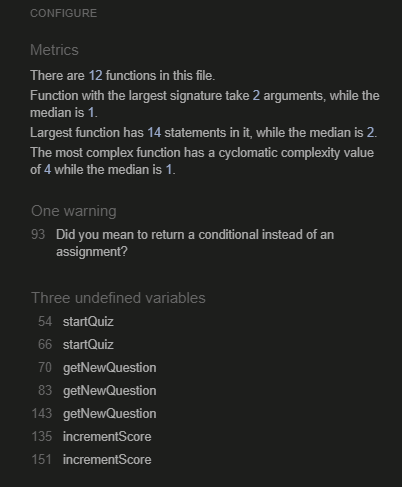 CONFIGURE
Metrics
There are 12 functions in this file.
Function with the largest signature take 2 arguments, while the
median is 1.
Largest function has 14 statements in it, while the median is 2.
The most complex function has a cyclomatic complexity value
of 4 while the median is 1.
One warning
93 Did you mean to return a conditional instead of an
assignment?
Three undefined variables
54 startQuiz
66 startQuiz
70 getNewQuestion
83 getNewQuestion
143 getNewQuestion
135 incrementScore
151 incrementScore